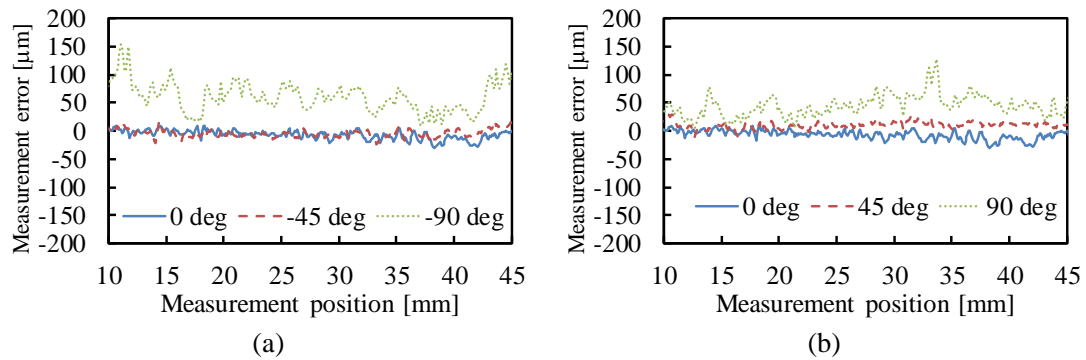 Measurement error [µm]
200
150
100
50
0
-50
-100
-150
-200
0 deg
-45 deg
-90 deg
10 15 20 25 30 35 40 45
Measurement position [mm]
(a)
Measurement error [µm]
200
150
100
50
0
-50
-100
-150
-200
0 deg
45 deg
90 deg
10 15 20 25 30 35 40 45
Measurement position [mm]
(b)